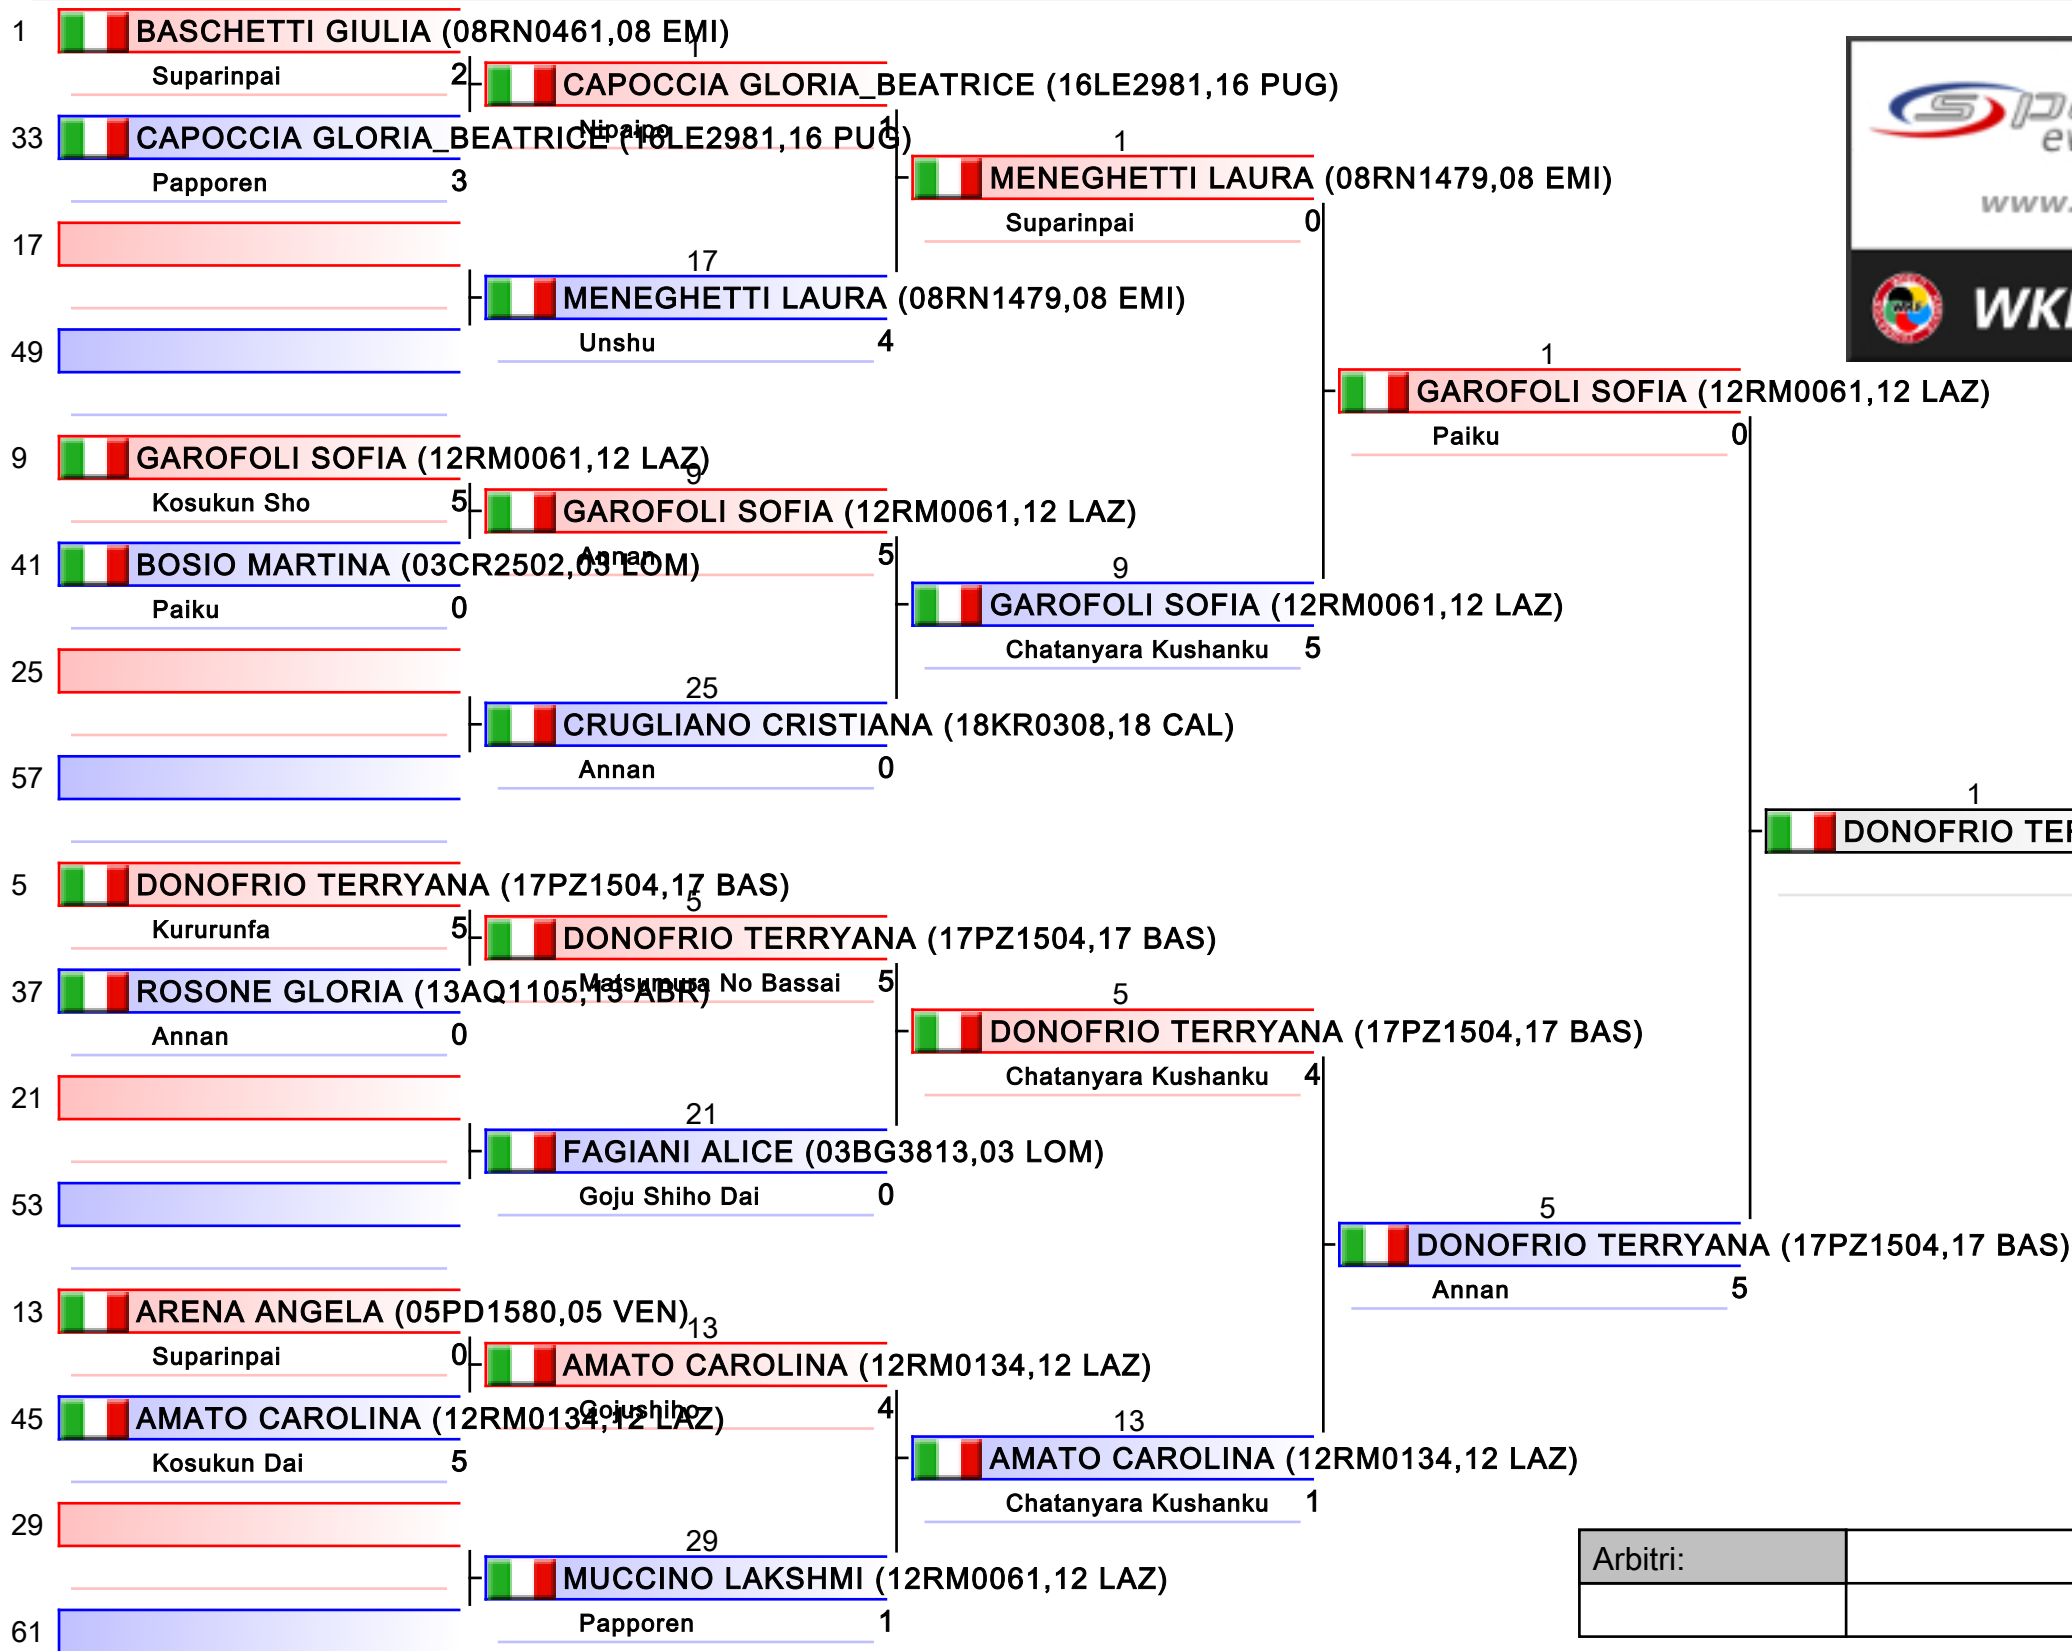 1 BASCHETTI GIULIA (08RN0461,08 EMI)
Suparinpai 2
33 CAPOCCIA GLORIA_BEATRICE (16LE2981,16 PUG)
Papporen 3
17
49
9 GAROFOLI SOFIA (12RM0061,12 LAZ)
Kosukun Sho 5
41 BOSIO MARTINA (03CR2502,03 LOM)
Paiku 0
25
57
5 DONOFRIO TERRYANA (17PZ1504,17 BAS)
Kururunfa 5
37 ROSONE GLORIA (13AQ1105,13 ABR)
Annan 0
21
53
13 ARENA ANGELA (05PD1580,05 VEN)
Suparinpai 0
45 AMATO CAROLINA (12RM0134,12 LAZ)
Kosukun Dai 5
29
61
1
CAPOCCIA GLORIA_BEATRICE (16LE2981,16 PUG)
Nipaipo 1
17
MENEGHETTI LAURA (08RN1479,08 EMI)
Unshu 4
9
GAROFOLI SOFIA (12RM0061,12 LAZ)
Annan 5
25
CRUGLIANO CRISTIANA (18KR0308,18 CAL)
Annan 0
5
DONOFRIO TERRYANA (17PZ1504,17 BAS)
Matsumura No Bassai 5
21
FAGIANI ALICE (03BG3813,03 LOM)
Goju Shiho Dai 0
13
AMATO CAROLINA (12RM0134,12 LAZ)
Gojushiho 4
29
MUCCINO LAKSHMI (12RM0061,12 LAZ)
Papporen 1
1
MENEGHETTI LAURA (08RN1479,08 EMI)
Suparinpai 0
9
GAROFOLI SOFIA (12RM0061,12 LAZ)
Chatanyara Kushanku 5
5
DONOFRIO TERRYANA (17PZ1504,17 BAS)
Chatanyara Kushanku 4
13
AMATO CAROLINA (12RM0134,12 LAZ)
Chatanyara Kushanku 1
1
GAROFOLI SOFIA (12RM0061,12 LAZ)
Paiku 0
5
DONOFRIO TERRYANA (17PZ1504,17 BAS)
Annan 5
1
DONOFRIO
www.
Arbitri: